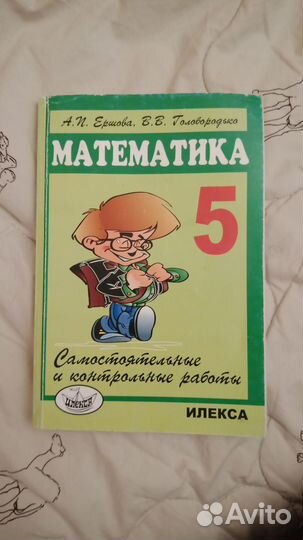 А.П. Ершова, В.В. Голобородько
МАТЕМАТИКА
5
Самостоятельные
и контрольные работы
ИЛЕКСА
ИЛЕКСА
Avito